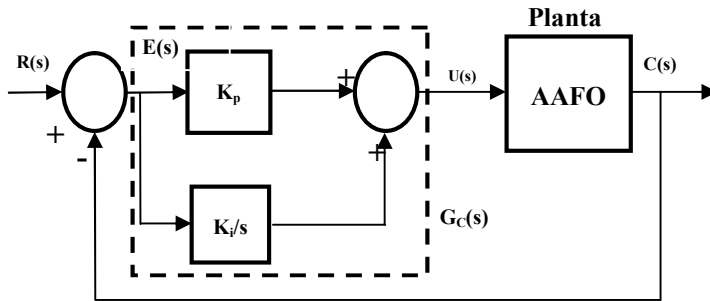 Planta
R(s)
E(s)
K_p
+
U(s)
AAFO
C(s)
+
-
+
K_i/s
G_C(s)